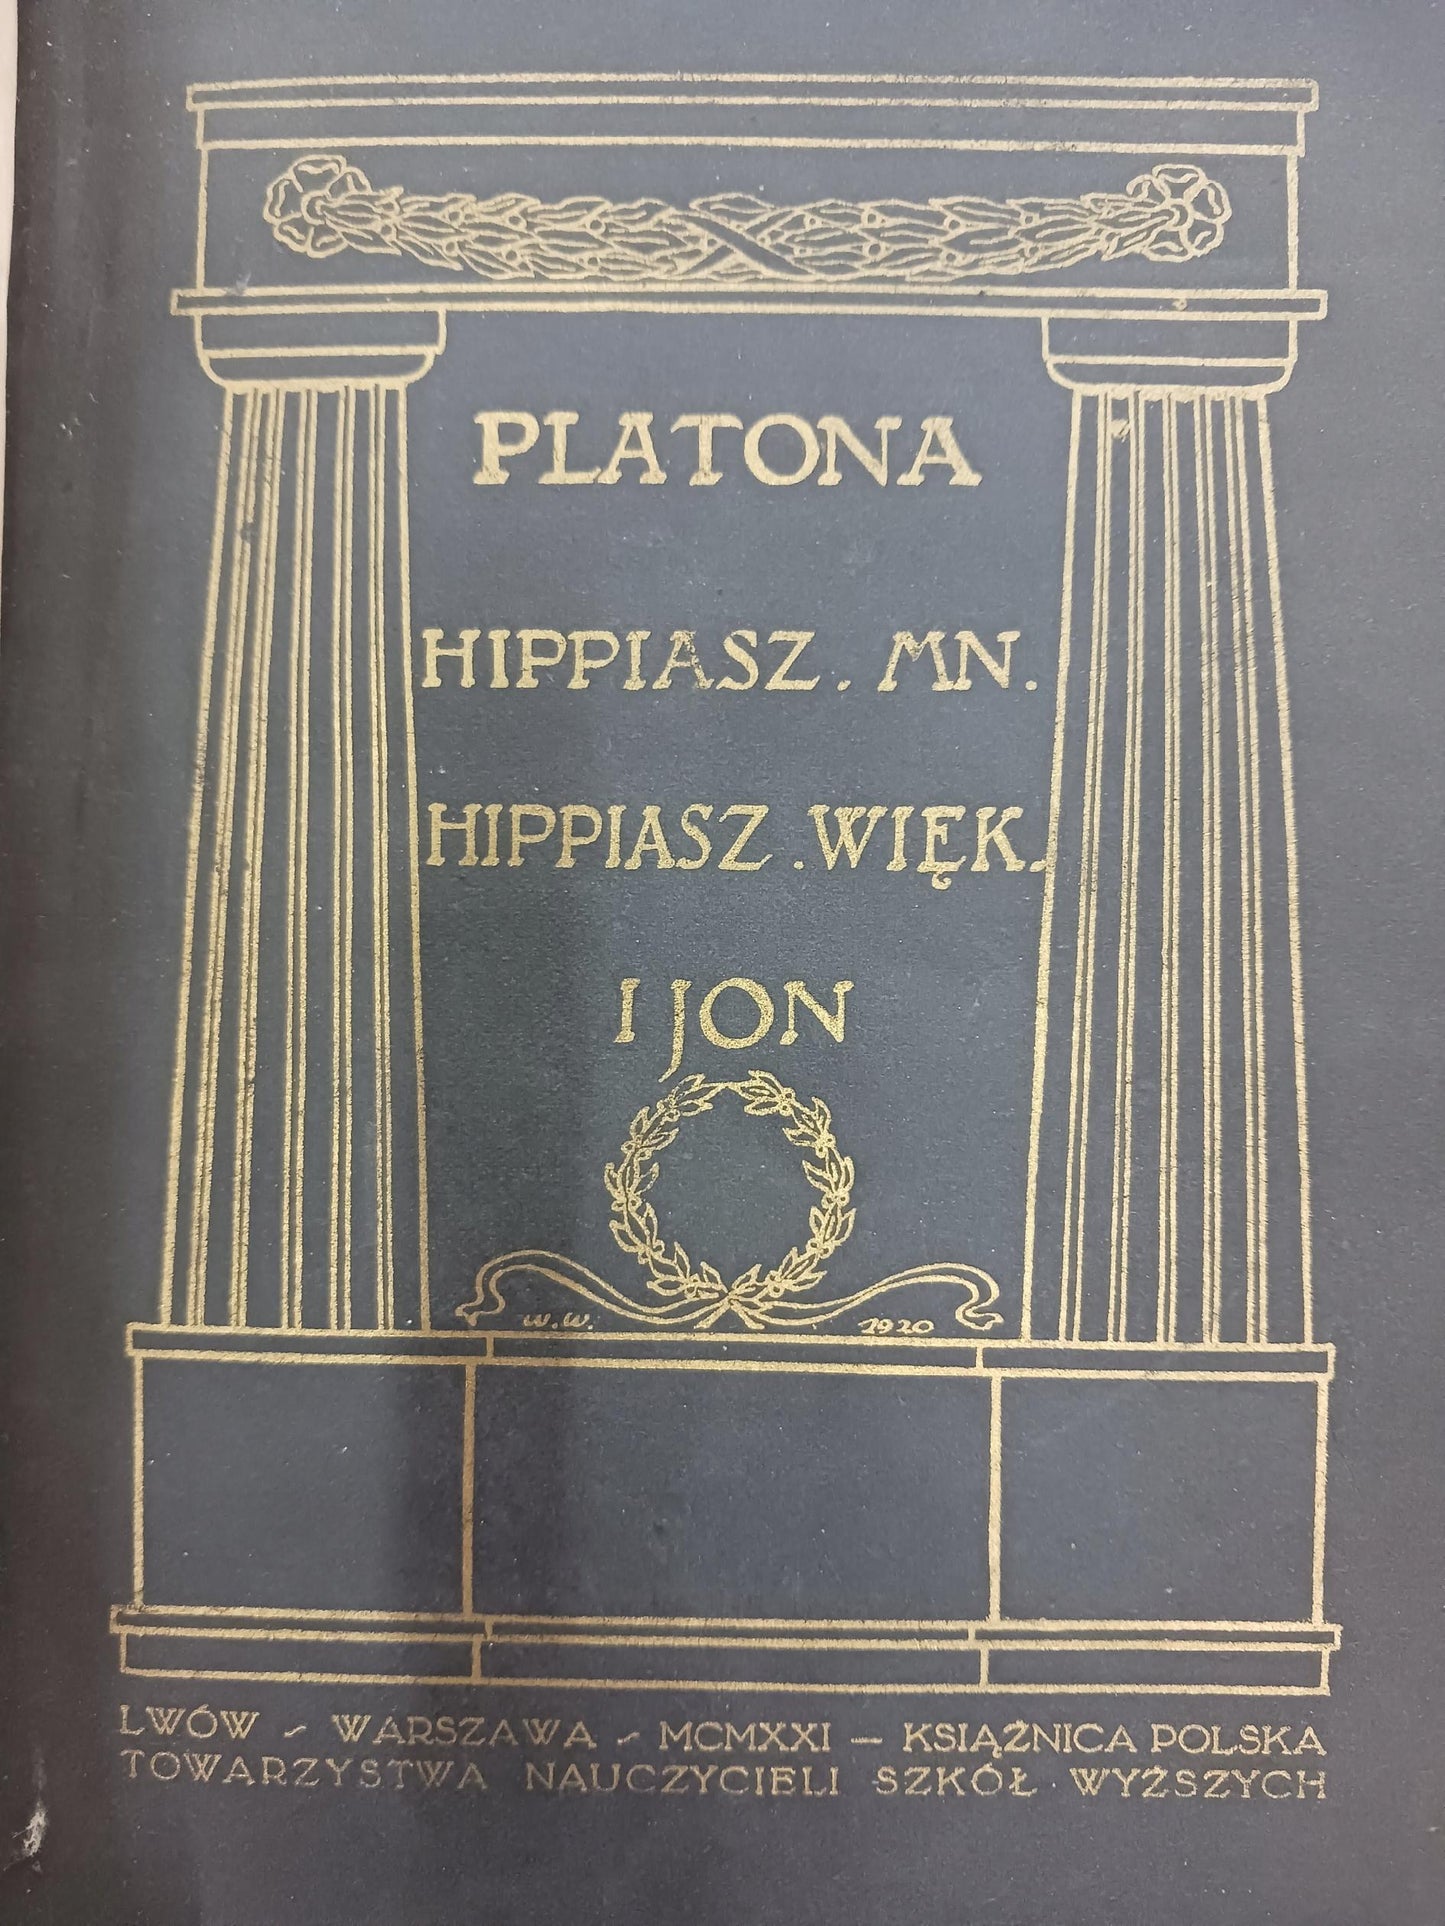 PLATONA
HIPPIASZ. MN.
HIPPIASZ. WIĘK.
I JON
W.W. 1920
LWÓW - WARSZAWA - MCMXXI - KSIĄŻNICA POLSKA
TOWARZYSTWA NAUCZYCIELI SZKÓŁ WYŻSZYCH